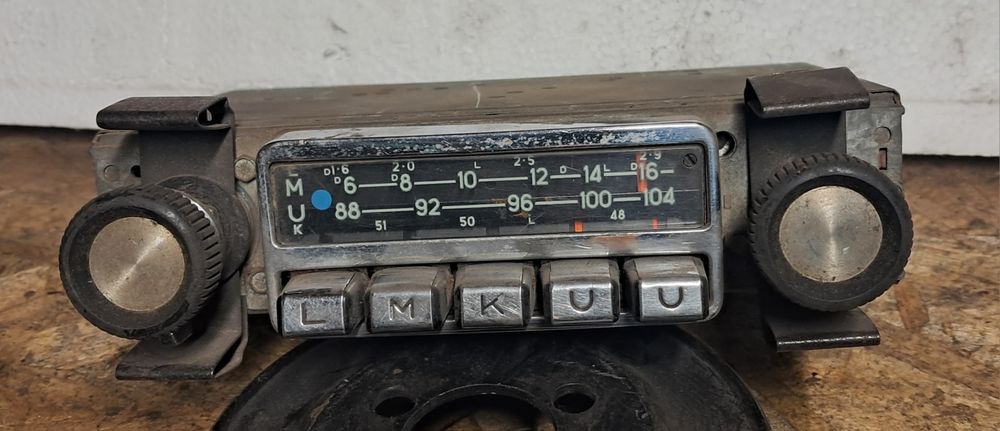 L D1·6 2·0 L 2·5 D L D 2·9
M D6 8 10 12 14 16
U 88 92 96 100 104
K 51 50 L 48
L M K U U